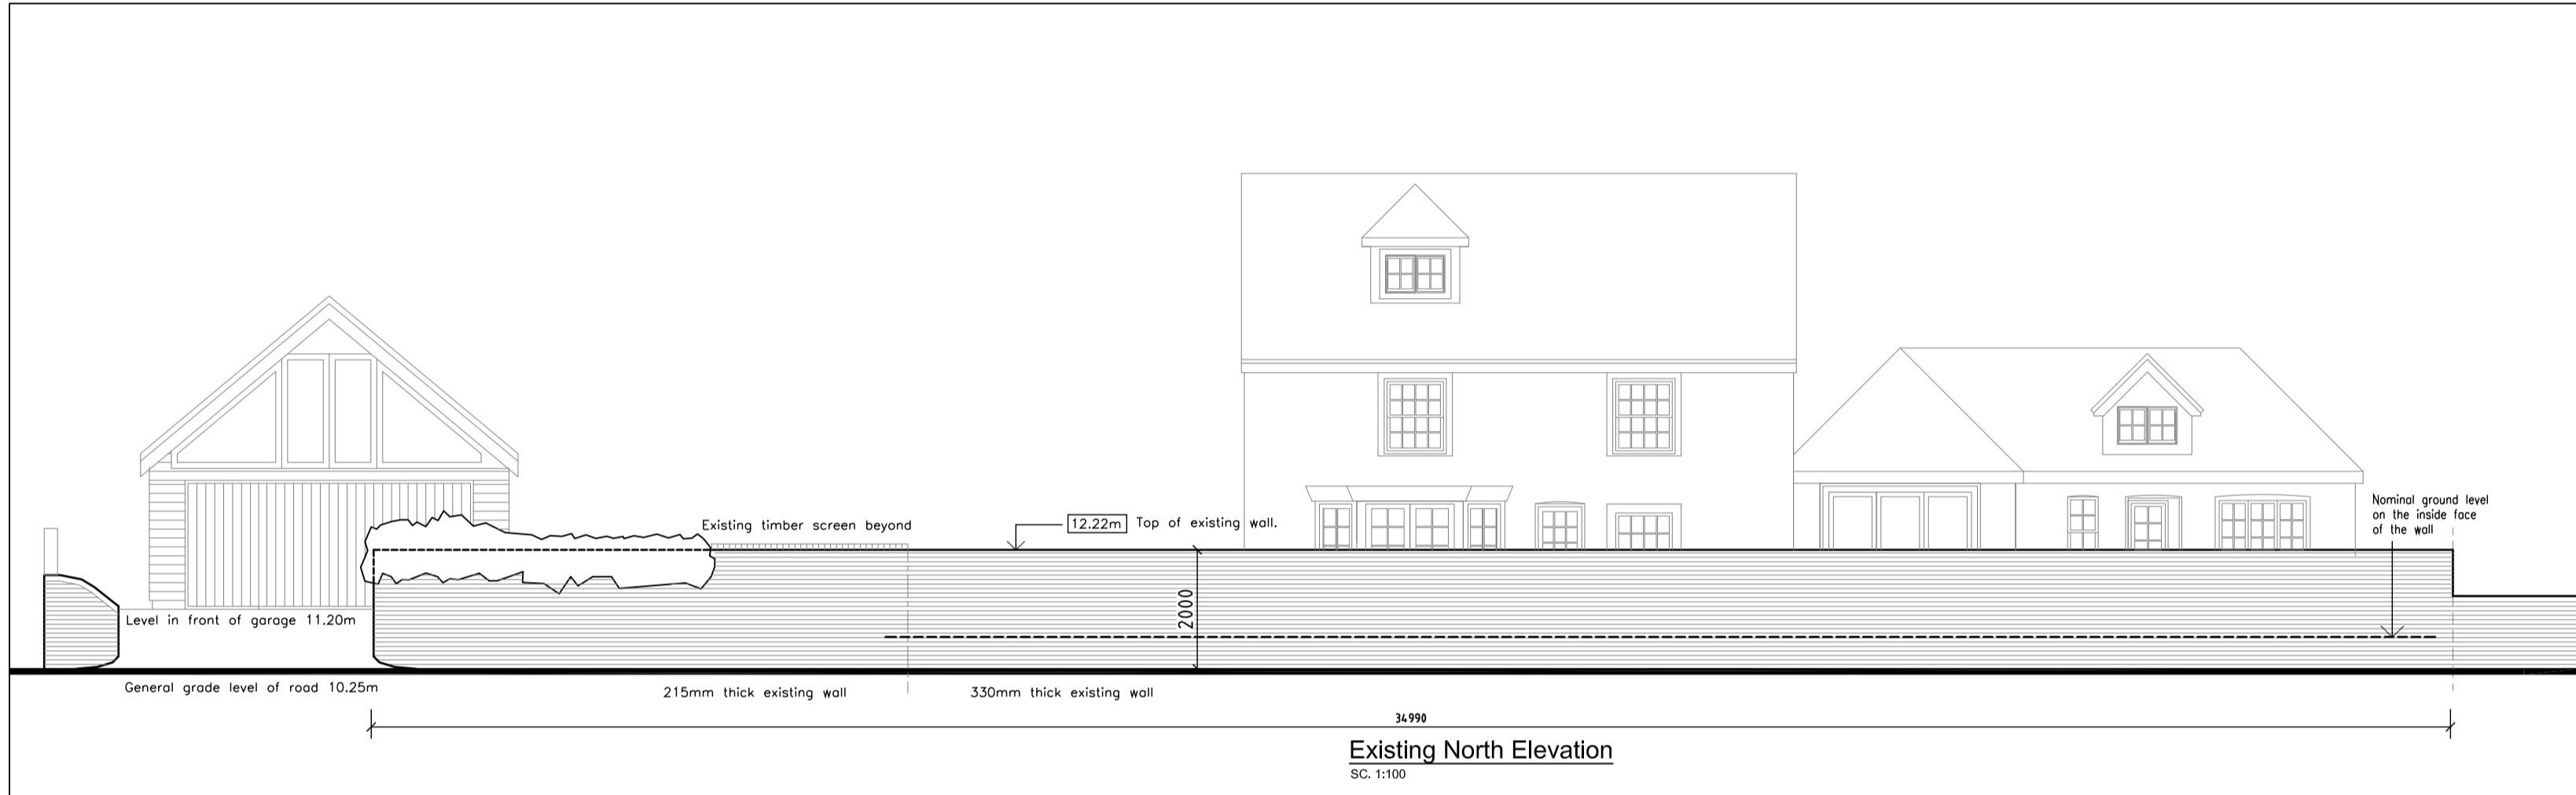 Nominal ground level
on the inside face
of the wall
Existing timber screen beyond
12.22m Top of existing wall.
2000
Level in front of garage 11.20m
General grade level of road 10.25m
215mm thick existing wall
330mm thick existing wall
34990
Existing North Elevation
SC. 1:100